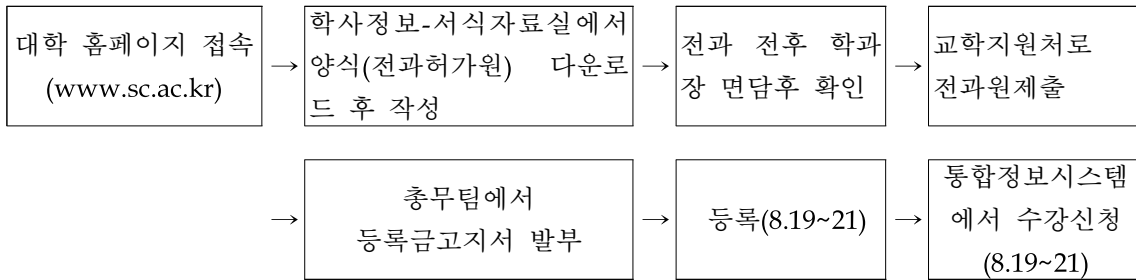 대학 홈페이지 접속
(www.sc.ac.kr)
→
학사정보-서식자료실에서
양식(전과허가원) 다운로
드 후 작성
→
전과 전후 학과
장 면담후 확인
→
교학지원처로
전과원제출
→
총무팀에서
등록금고지서 발부
→
등록(8.19~21)
→
통합정보시스템
에서 수강신청
(8.19~21)